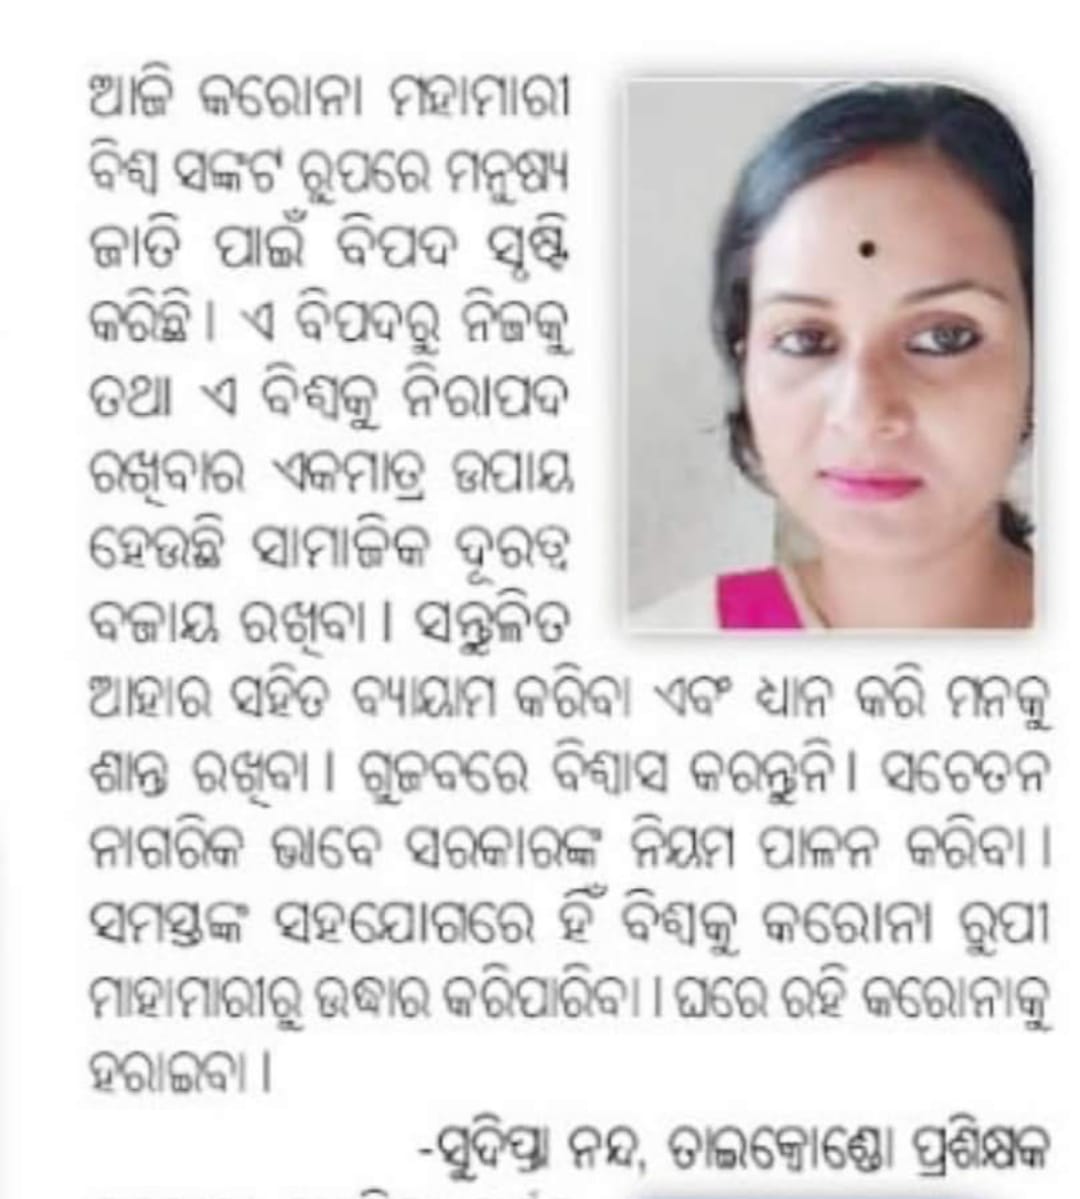 ଆଜି କରୋନା ମହାମାରୀ
ବିଶ୍ୱ ସଙ୍କଟ ରୂପରେ ମନୁଷ୍ୟ
ଜାତି ପାଇଁ ବିପଦ ସୃଷ୍ଟି
କରିଛି । ଏ ବିପଦରୁ ନିଜକୁ
ତଥା ଏ ବିଶ୍ୱକୁ ନିରାପଦ
ରଖିବାର ଏକମାତ୍ର ଉପାୟ
ହେଉଛି ସାମାଜିକ ଦୂରତ୍ୱ
ବଜାୟ ରଖିବା । ସନ୍ତୁଳିତ
ଆହାର ସହିତ ବ୍ୟାୟାମ କରିବା ଏବଂ ଧ୍ୟାନ କରି ମନକୁ
ଶାନ୍ତ ରଖିବା । ଗୁଜବରେ ବିଶ୍ୱାସ କରନ୍ତୁନି । ସଚେତନ
ନାଗରିକ ଭାବେ ସରକାରଙ୍କ ନିୟମ ପାଳନ କରିବା ।
ସମସ୍ତଙ୍କ ସହଯୋଗରେ ହିଁ ବିଶ୍ୱକୁ କରୋନା ରୁପୀ
ମାହାମାରୀରୁ ଉଦ୍ଧାର କରିପାରିବା । ଘରେ ରହି କରୋନାକୁ
ହରାଇବା ।
-ସୁଦିପ୍ତା ନନ୍ଦ, ତାଇକ୍ୱୋଣ୍ଡୋ ପ୍ରଶିକ୍ଷକ